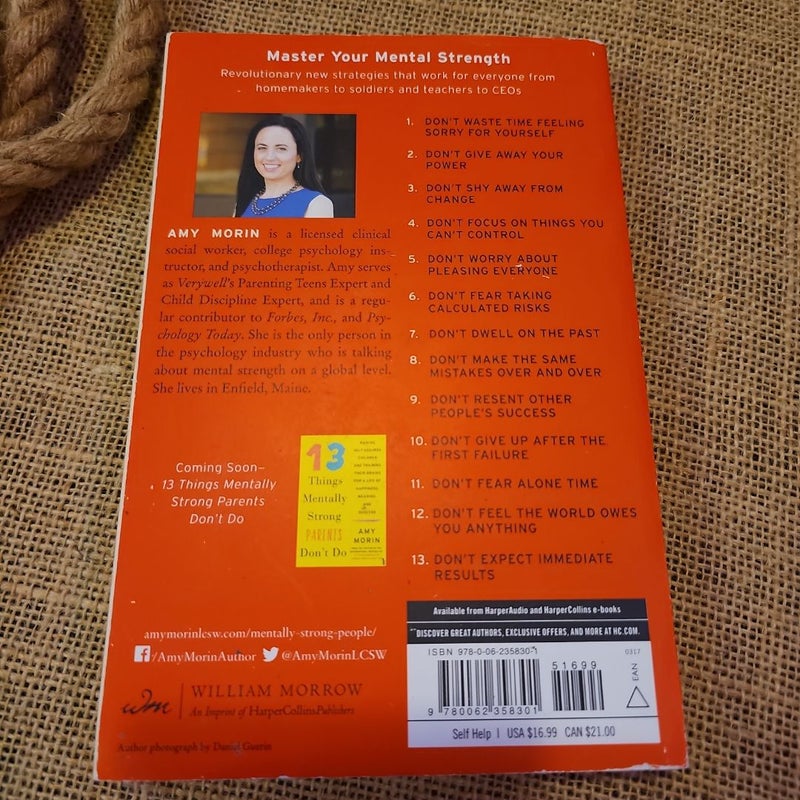 Master Your Mental Strength
Revolutionary new strategies that work for everyone from
homemakers to soldiers and teachers to CEOs
AMY MORIN is a licensed clinical
social worker, college psychology ins-
tructor, and psychotherapist. Amy serves
as Verywell's Parenting Teens Expert and
Child Discipline Expert, and is a regu-
lar contributor to Forbes, Inc., and Psy-
chology Today. She is the only person in
the psychology industry who is talking
about mental strength on a global level.
She lives in Enfield, Maine.
Coming Soon—
13 Things Mentally
Strong Parents
Don't Do
13
Things
Mentally
Strong
PARENTS
Don't Do
AMY
MORIN
amymorinlcsw.com/mentally-strong-people/
f/AmyMorinAuthor @AmyMorinLCSW
wm WILLIAM MORROW
An Imprint of HarperCollinsPublishers
Author photograph by Daniel Guerin
1. DON'T WASTE TIME FEELING
SORRY FOR YOURSELF
2. DON'T GIVE AWAY YOUR
POWER
3. DON'T SHY AWAY FROM
CHANGE
4. DON'T FOCUS ON THINGS YOU
CAN'T CONTROL
5. DON'T WORRY ABOUT
PLEASING EVERYONE
6. DON'T FEAR TAKING
CALCULATED RISKS
7. DON'T DWELL ON THE PAST
8. DON'T MAKE THE SAME
MISTAKES OVER AND OVER
9. DON'T RESENT OTHER
PEOPLE'S SUCCESS
10. DON'T GIVE UP AFTER THE
FIRST FAILURE
11. DON'T FEAR ALONE TIME
12. DON'T FEEL THE WORLD OWES
YOU ANYTHING
13. DON'T EXPECT IMMEDIATE
RESULTS
Available from HarperAudio and HarperCollins e-books
DISCOVER GREAT AUTHORS, EXCLUSIVE OFFERS, AND MORE AT HC.COM.
ISBN 978-0-06-235830-1
0317
51699
EAN
9 780062 358301
Self Help | USA $16.99 CAN $21.00